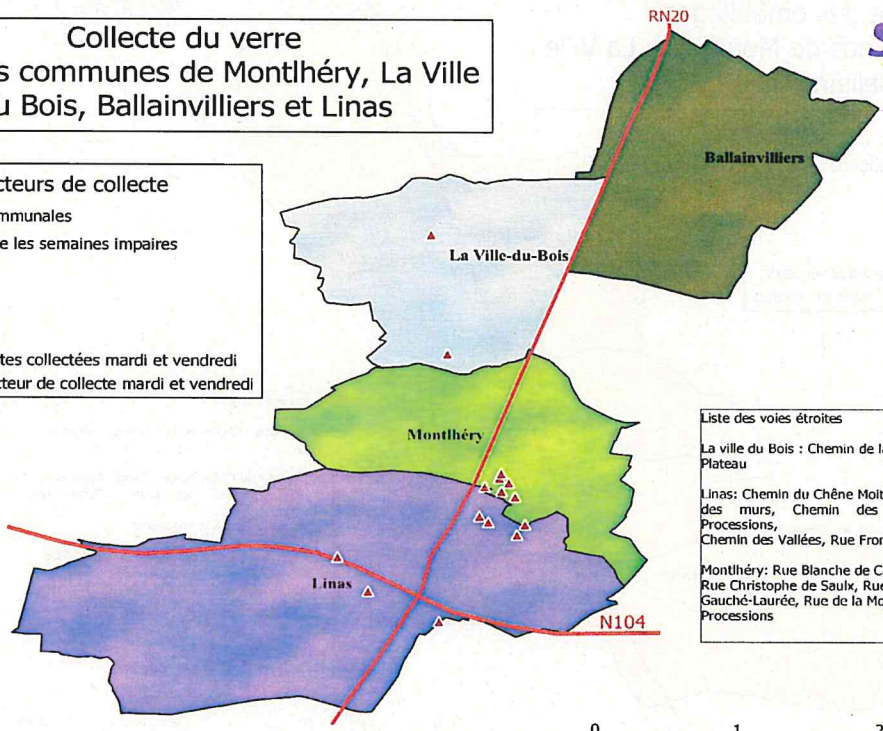 Collecte du verre
s communes de Montlhéry, La Ville
u Bois, Ballainvilliers et Linas
RN20
S
Ballainvilliers
cteurs de collecte
mmunales
e les semaines impaires
La Ville-du-Bois
tes collectées mardi et vendredi
cteur de collecte mardi et vendredi
Montlhéry
Liste des voies étroites
La ville du Bois : Chemin de la
Plateau
Linas: Chemin du Chêne Moit
des murs, Chemin des
Processions,
Chemin des Vallées, Rue Fron
Montlhéry: Rue Blanche de C
Rue Christophe de Saulx, Rue
Gauché-Laurée, Rue de la Mo
Processions
Linas
N104
0 1 2